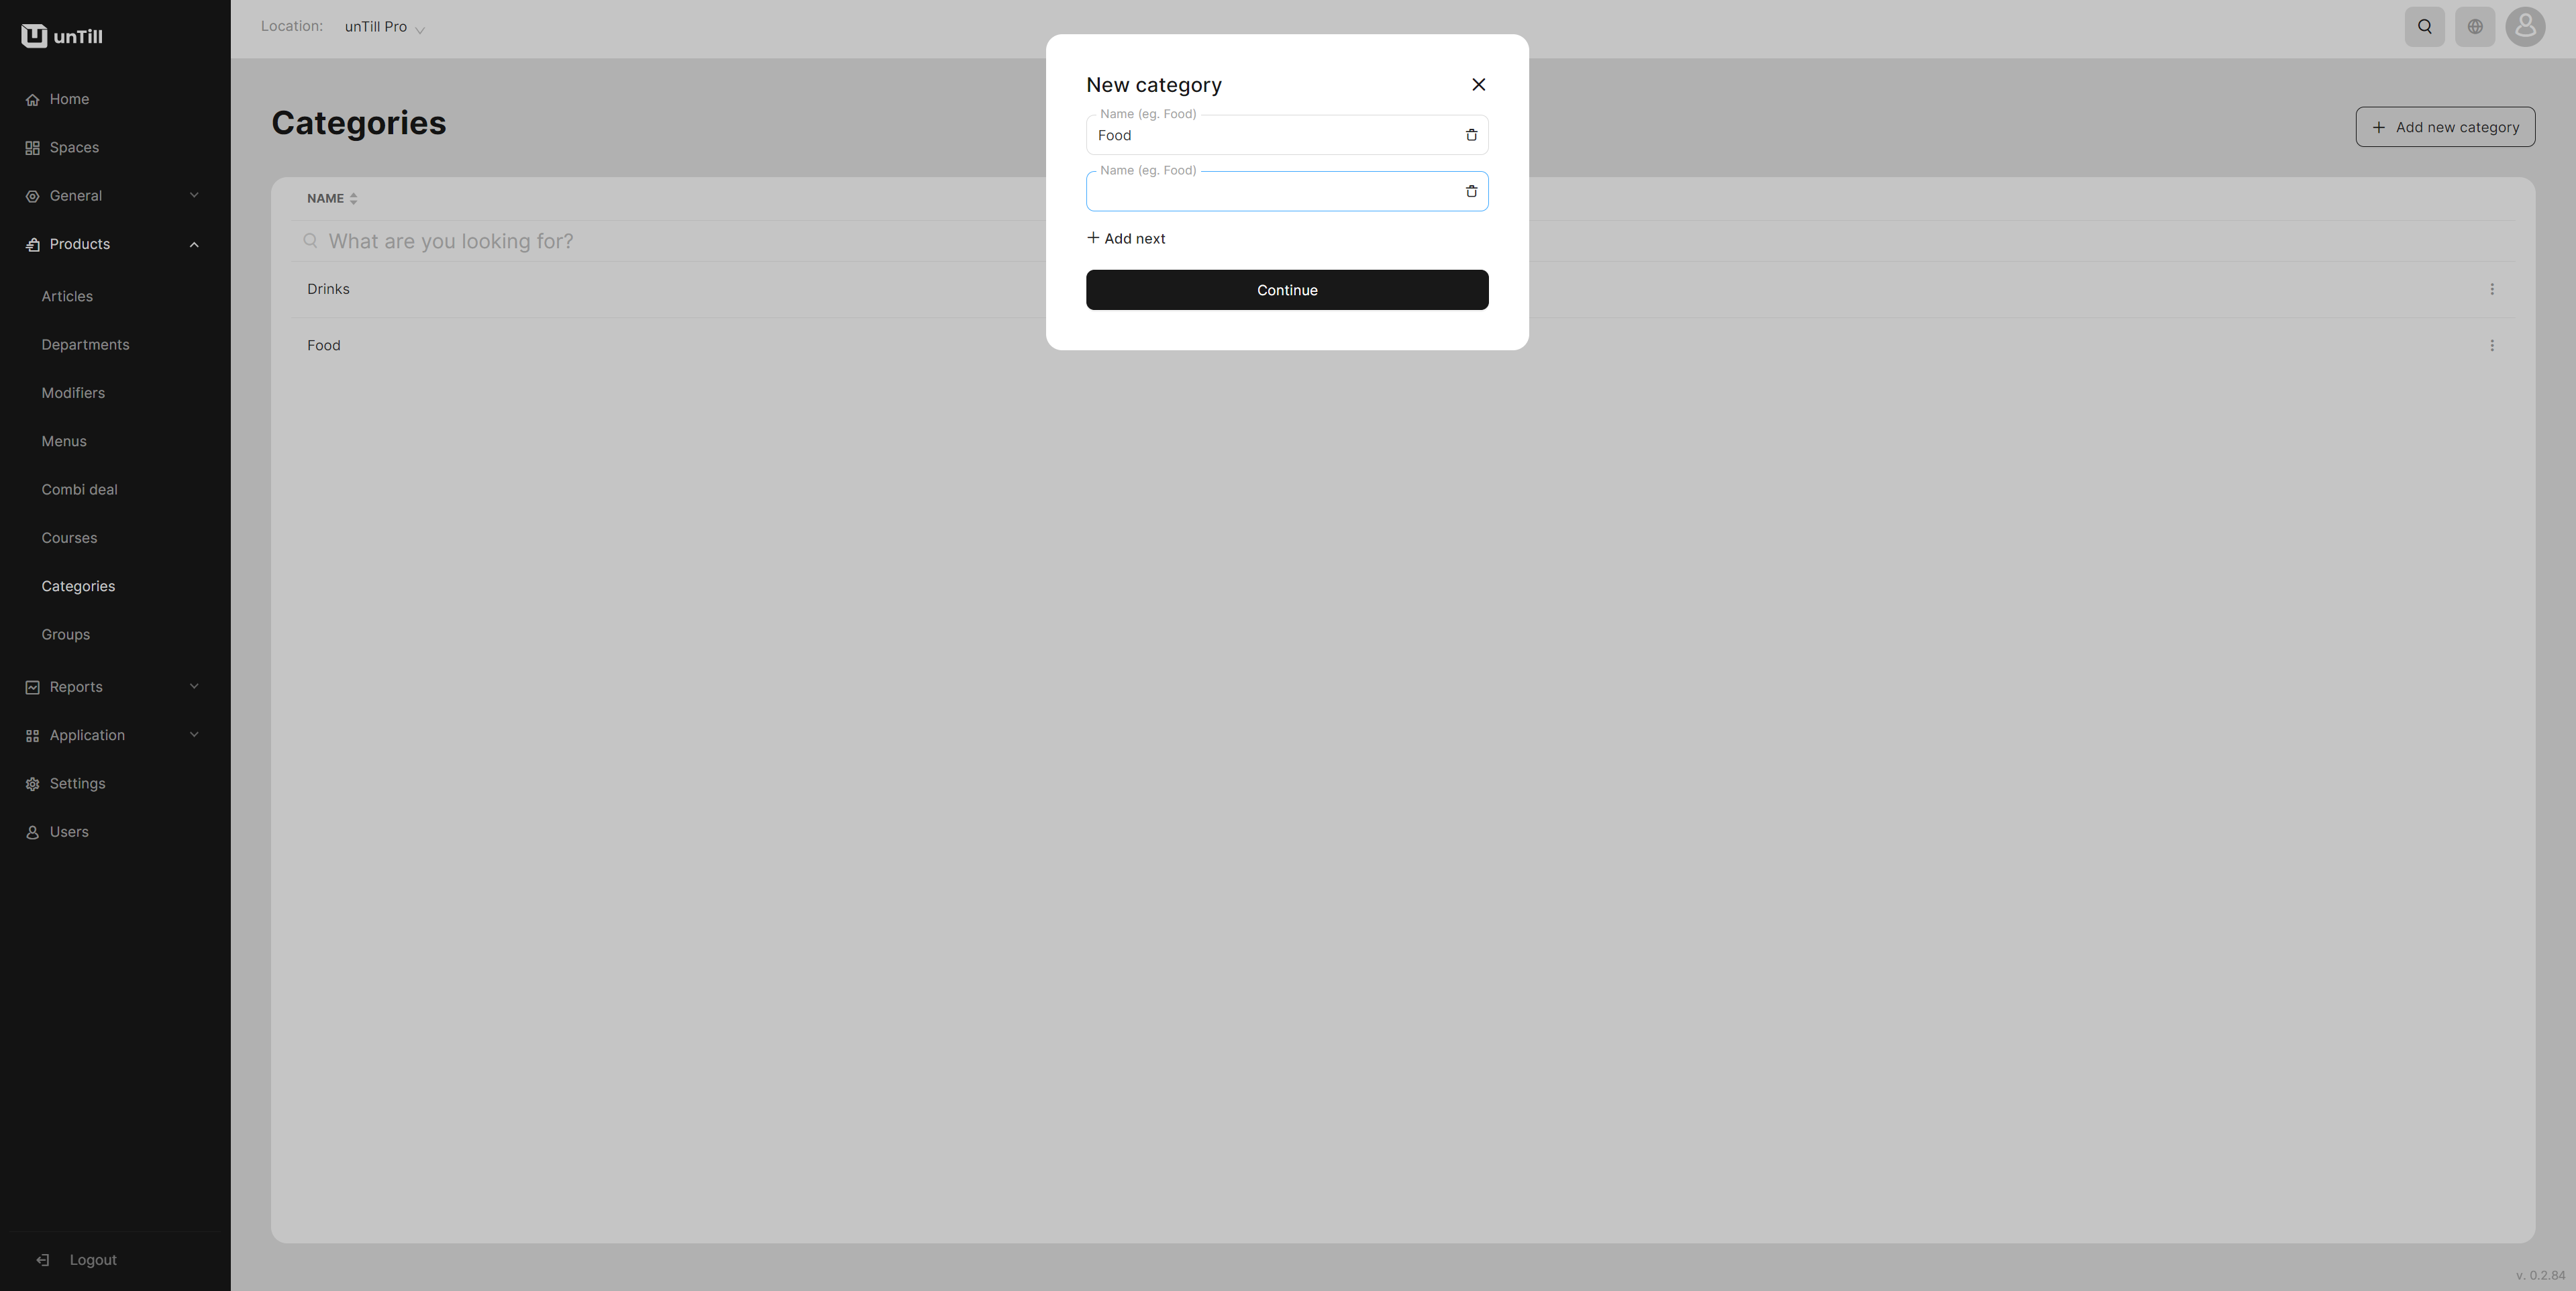 unTill
Home
Spaces
General
Products
Articles
Departments
Modifiers
Menus
Combi deal
Courses
Categories
Groups
Reports
Application
Settings
Users
Logout
Location: unTill Pro
Categories
Add new category
NAME
What are you looking for?
Drinks
Food
New category
Name (eg. Food)
Food
Name (eg. Food)
Add next
Continue
v. 0.2.84